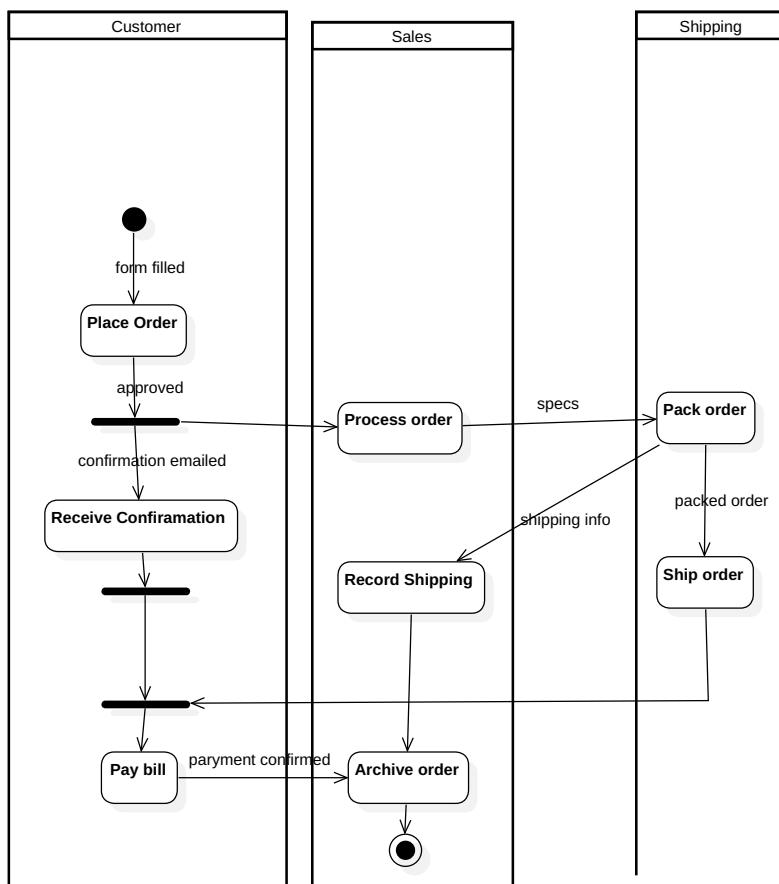 Customer
Sales
Shipping
form filled
Place Order
approved
Process order
specs
Pack order
confirmation emailed
Receive Confiramation
shipping info
packed order
Record Shipping
Ship order
Pay bill
paryment confirmed
Archive order